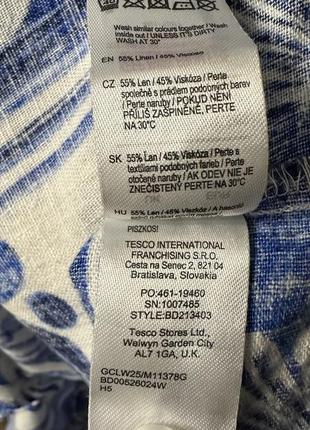 Wash similar colours together / Wash
inside out / UNLESS IT'S DIRTY
WASH AT 30°
EN 55% Linen / 45%
CZ 55% Len / 45% Viskóza / Perte
společně s prádlem podobných barev
/ Perte naruby / POKUD NENÍ
PŘÍLIŠ ZAŠPINĚNÉ, PERTE
NA 30°C
SK 55% Ľan / 45% Viskóza / Perte s
textíliami podobných farieb / Perte
otočené naruby / AK ODEV NIE JE
ZNEČISTENÝ PERTE NA 30°C
HU 55% Len / 45% Viszkóz / A hasonló
PISZKOS!
TESCO INTERNATIONAL
FRANCHISING S.R.O.
Cesta na Senec 2, 821 04
Bratislava, Slovakia
PO:461-19460
SN:1007485
STYLE:BD213403
Tesco Stores Ltd.,
Welwyn Garden City
AL7 1GA, U.K.
GCLW25/M11378G
BD00526024W
H5